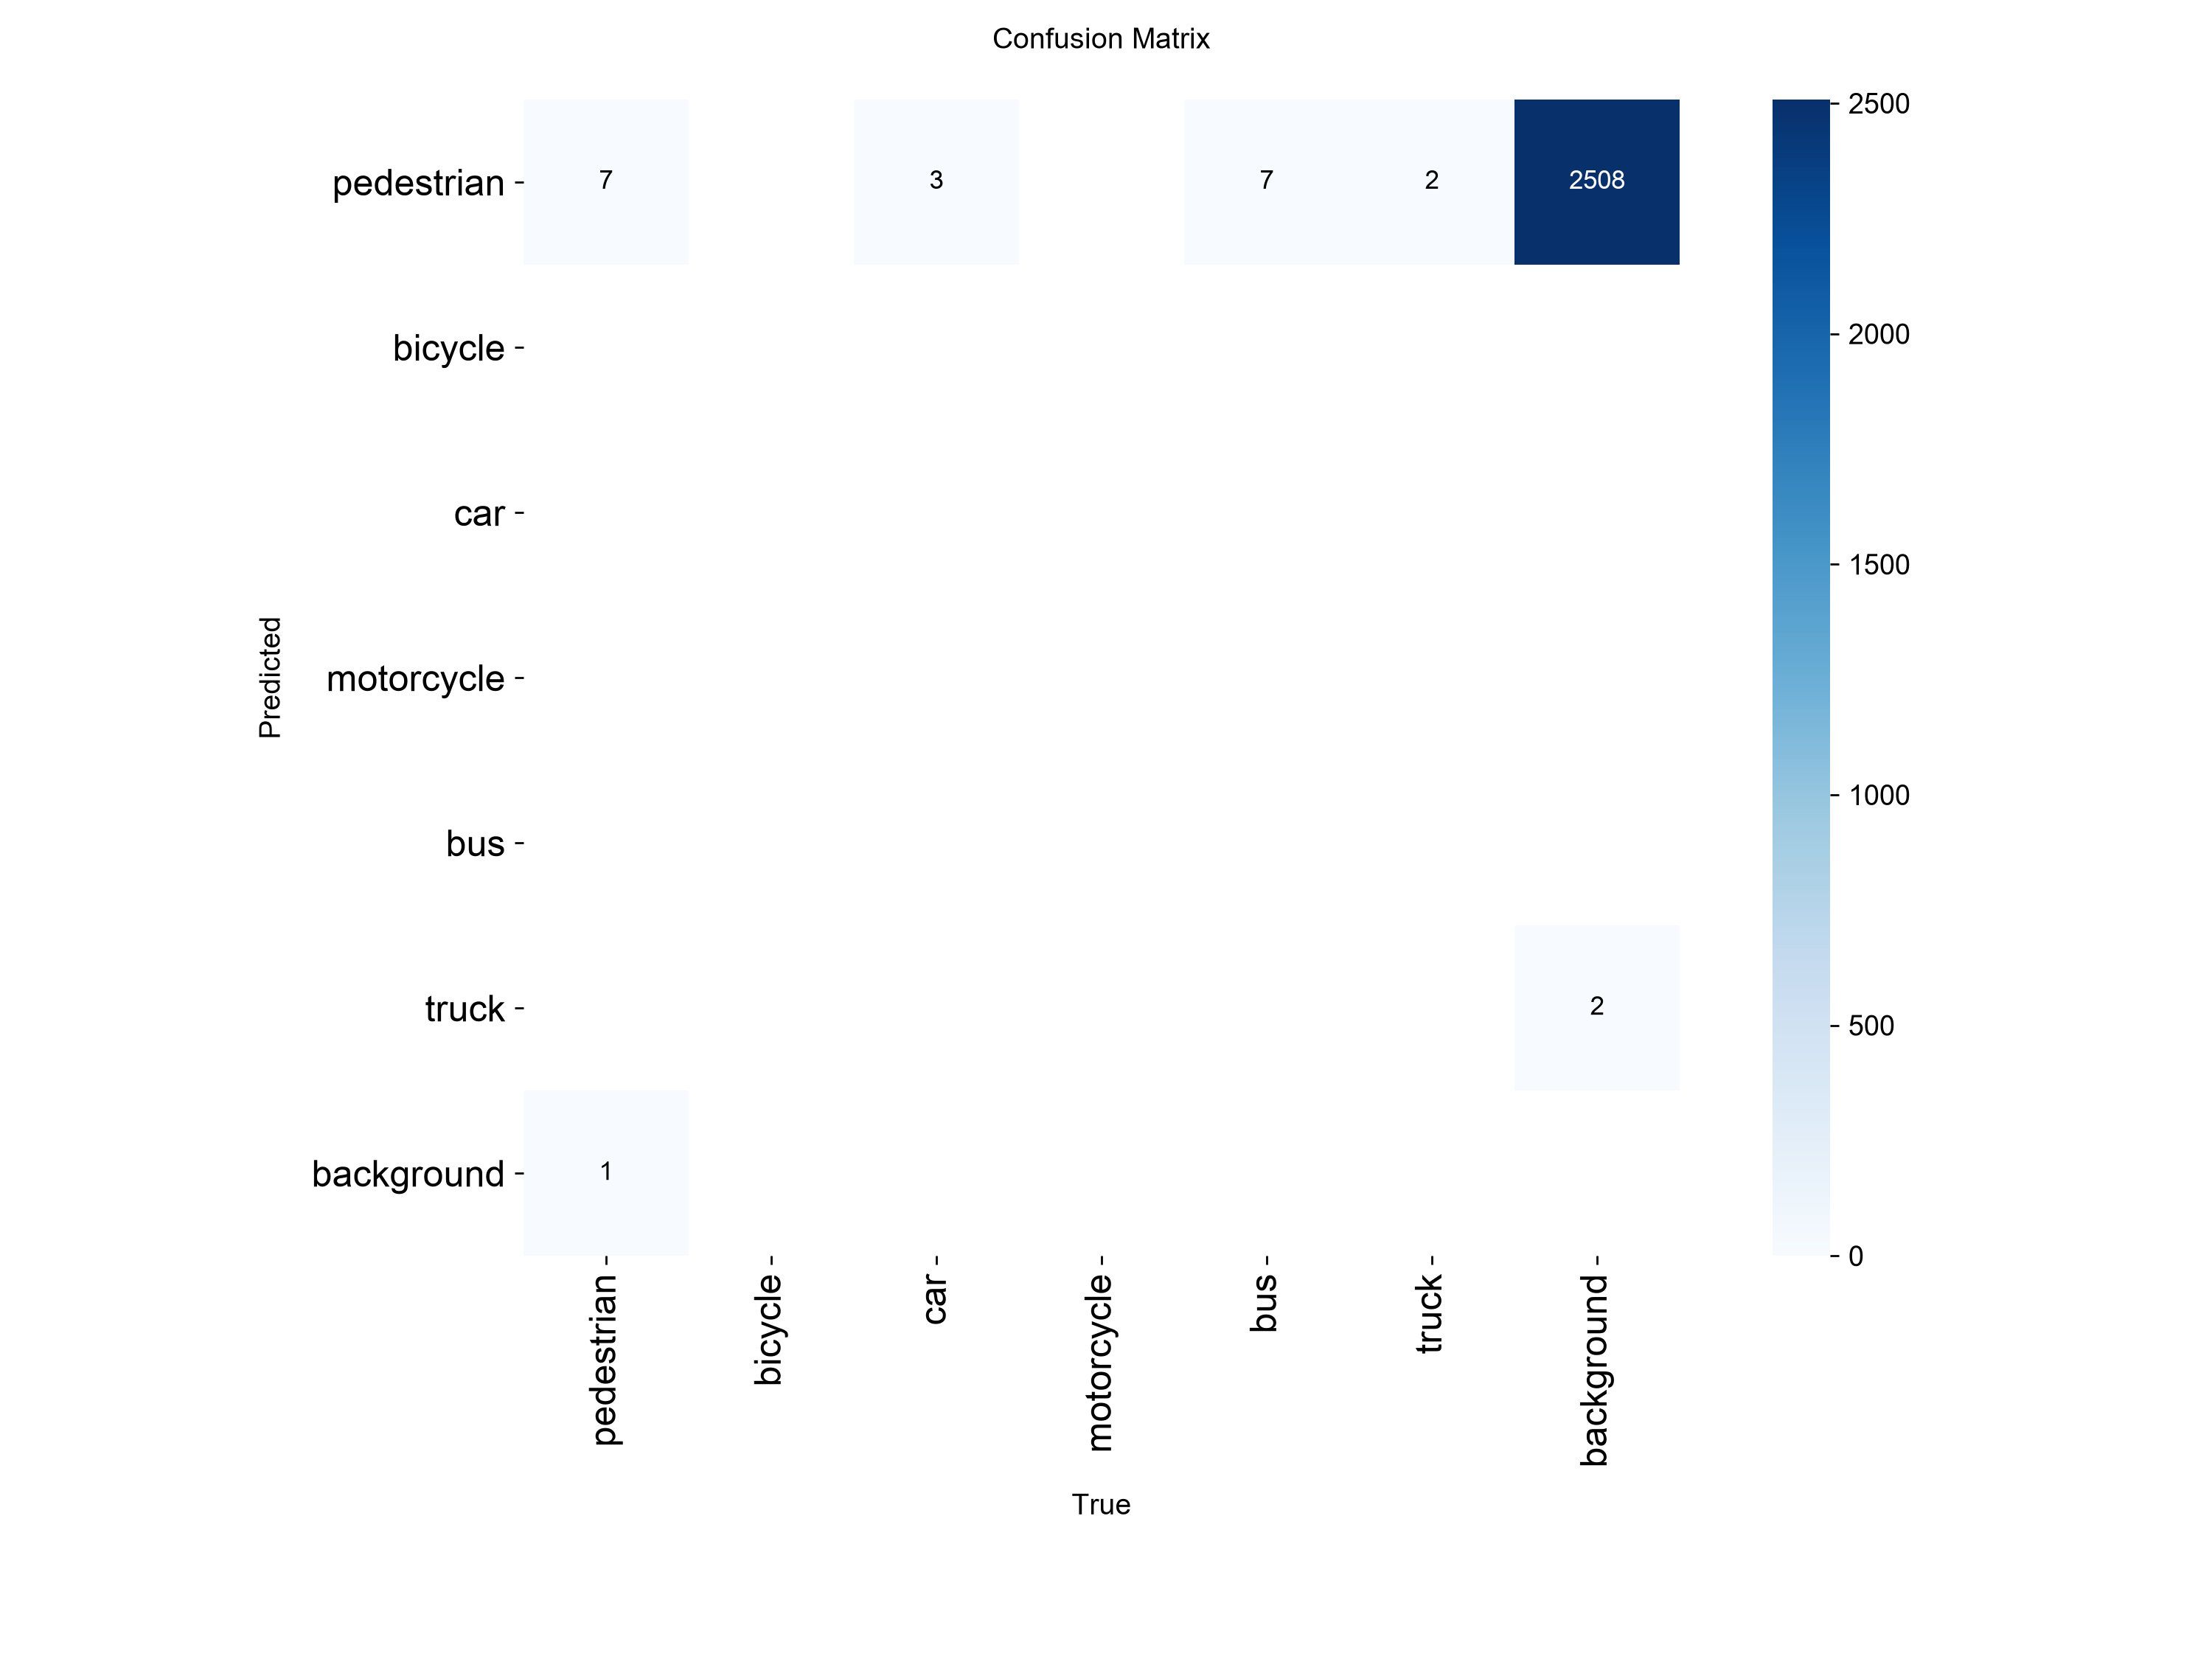 Confusion Matrix
pedestrian
7
3
7
2
2508
bicycle
car
motorcycle
bus
truck
2
background
1
Predicted
pedestrian
bicycle
car
motorcycle
bus
truck
background
True
2500
2000
1500
1000
500
0